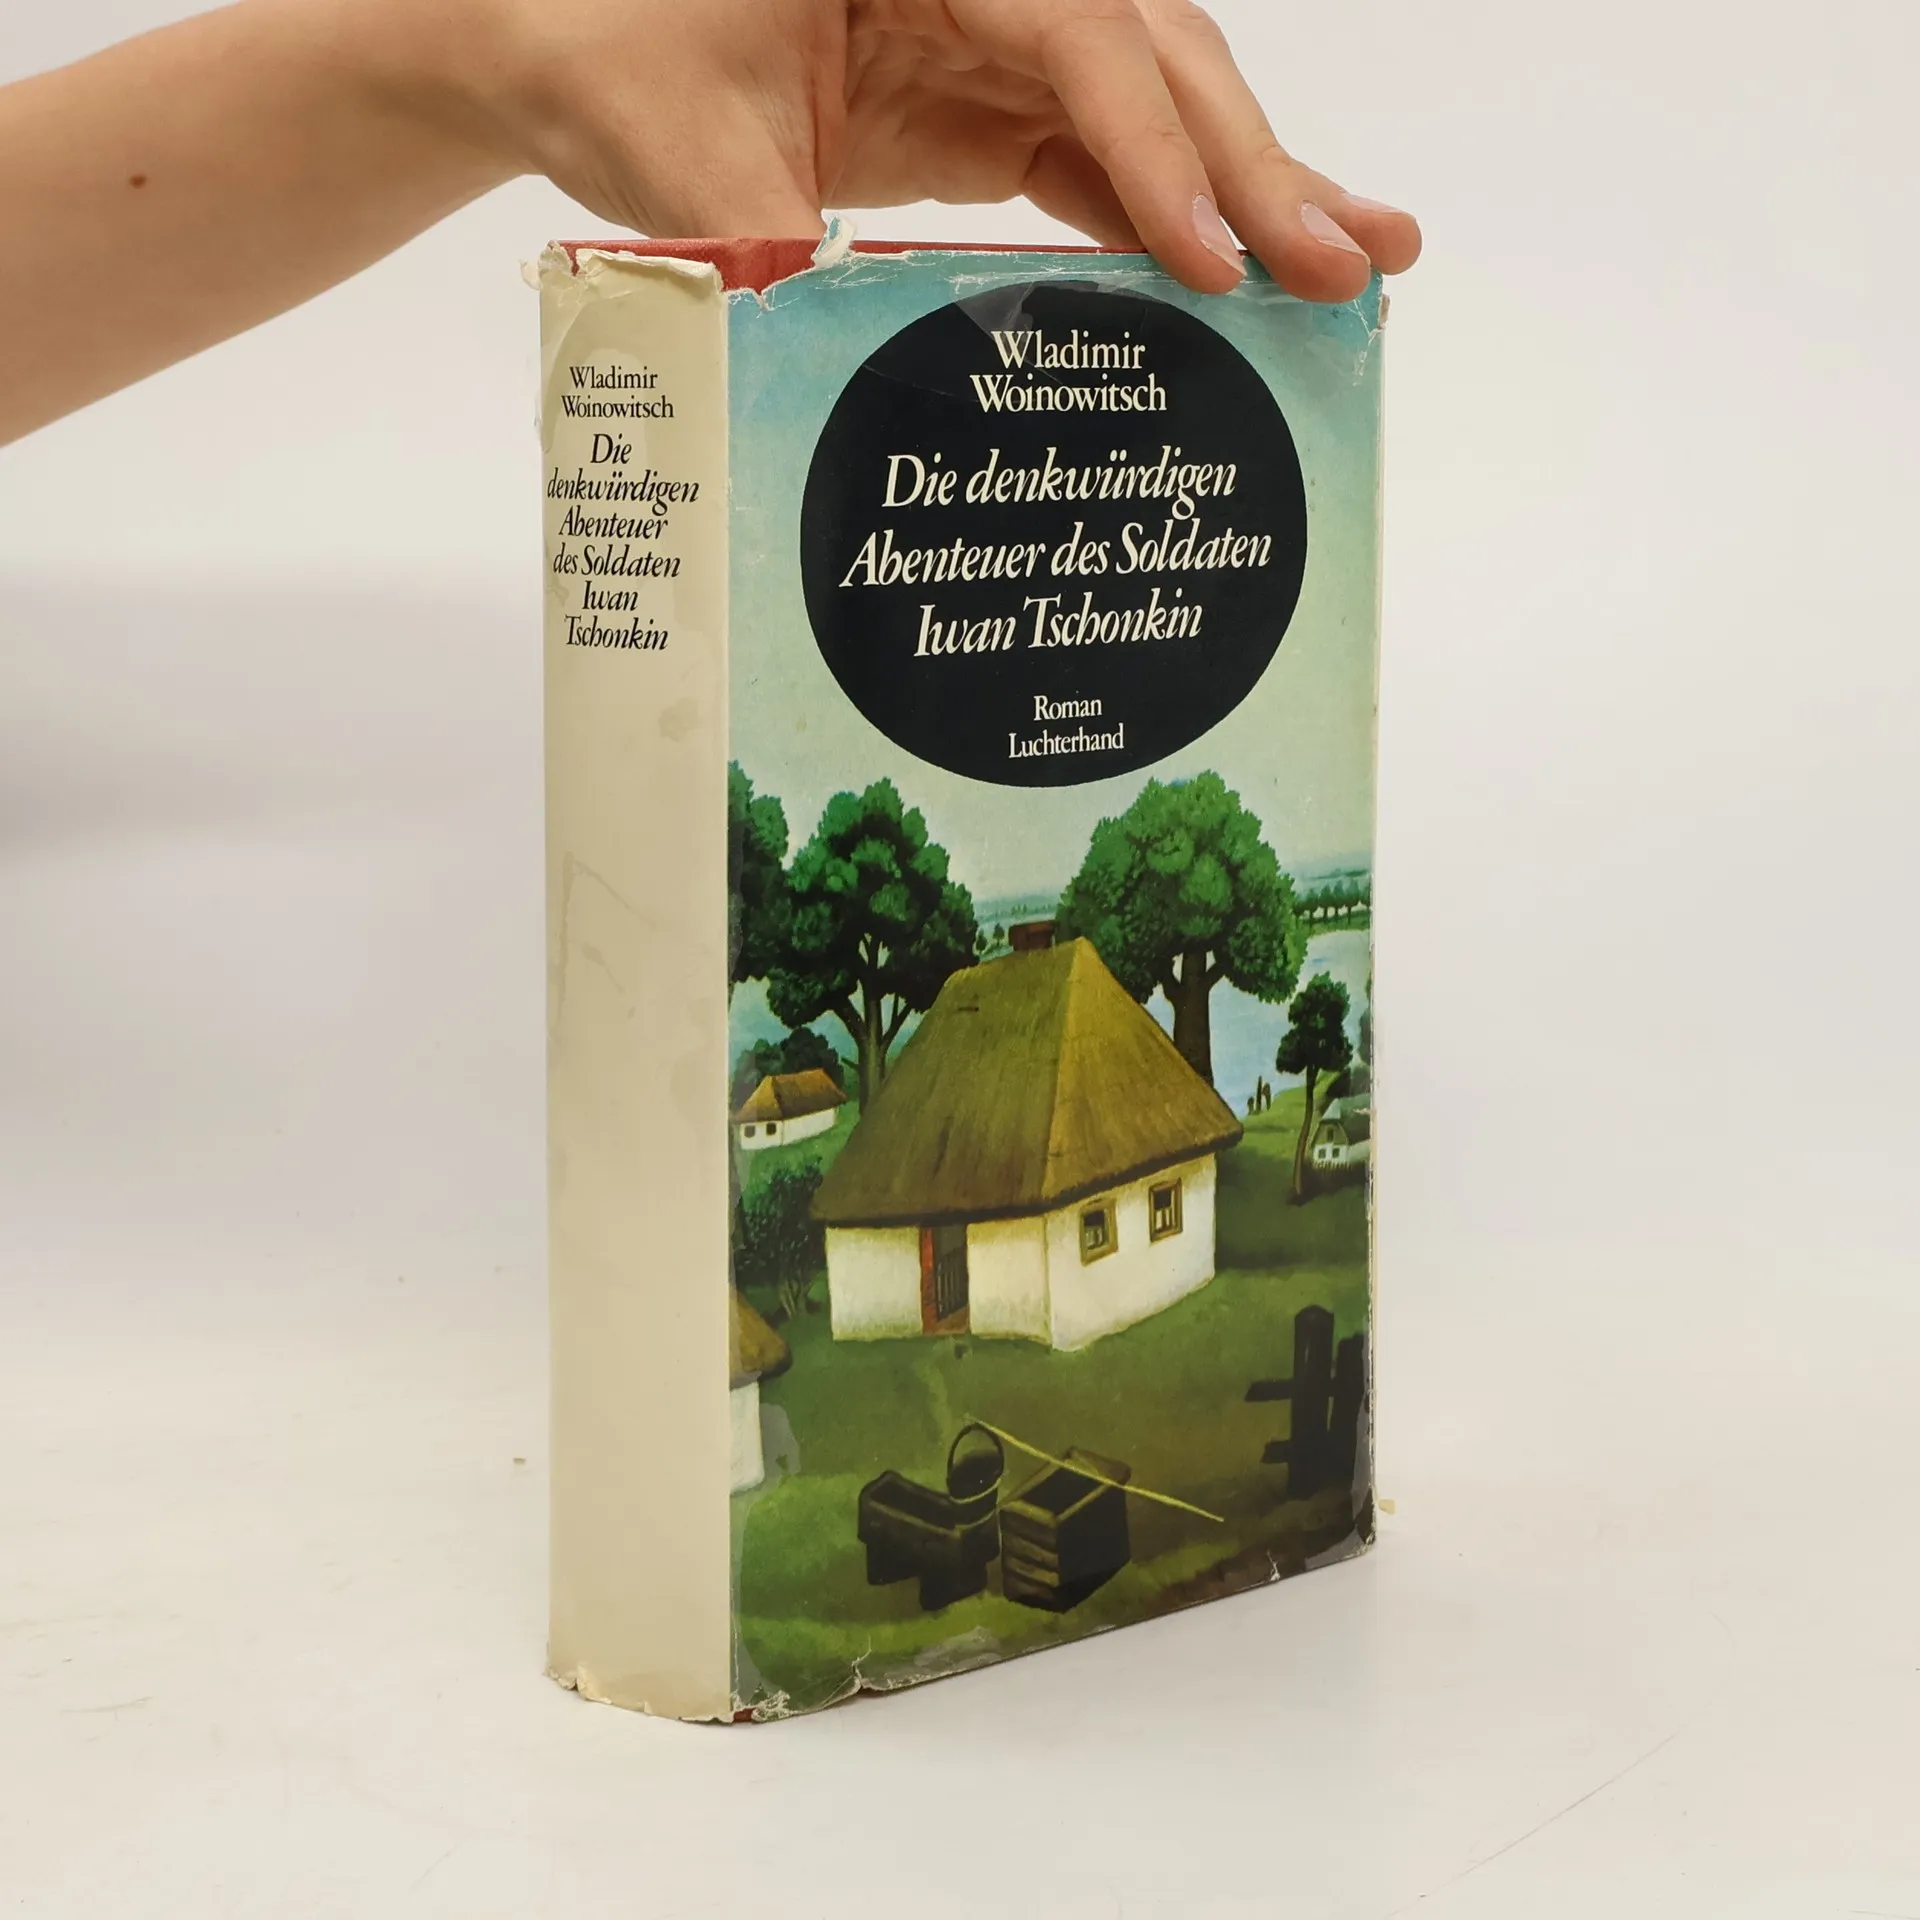 Wladimir
Woinowitsch
Die
denkwürdigen
Abenteuer
des Soldaten
Iwan
Tschonkin
Wladimir
Woinowitsch
Die denkwürdigen
Abenteuer des Soldaten
Iwan Tschonkin
Roman
Luchterhand